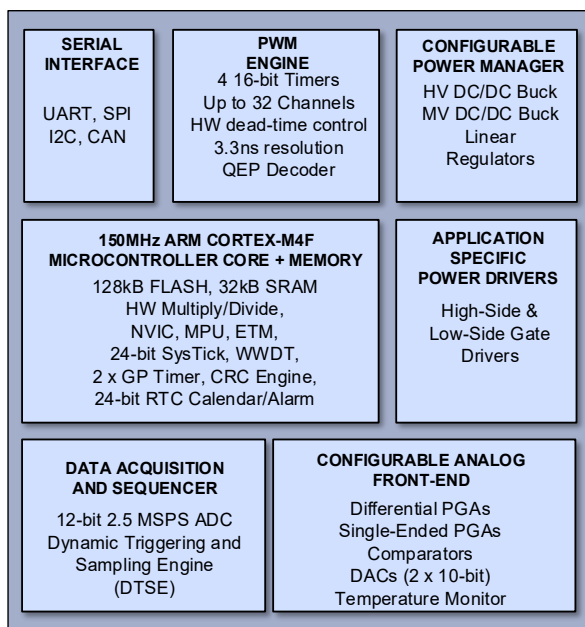 SERIAL
INTERFACE
UART, SPI
I2C, CAN
PWM
ENGINE
4 16-bit Timers
Up to 32 Channels
HW dead-time control
3.3ns resolution
QEP Decoder
CONFIGURABLE
POWER MANAGER
HV DC/DC Buck
MV DC/DC Buck
Linear
Regulators
150MHz ARM CORTEX-M4F
MICROCONTROLLER CORE + MEMORY
128kB FLASH, 32kB SRAM
HW Multiply/Divide,
NVIC, MPU, ETM,
24-bit SysTick, WWDT,
2 x GP Timer, CRC Engine,
24-bit RTC Calendar/Alarm
APPLICATION
SPECIFIC
POWER DRIVERS
High-Side &
Low-Side Gate
Drivers
DATA ACQUISITION
AND SEQUENCER
12-bit 2.5 MSPS ADC
Dynamic Triggering and
Sampling Engine
(DTSE)
CONFIGURABLE ANALOG
FRONT-END
Differential PGAs
Single-Ended PGAs
Comparators
DACs (2 x 10-bit)
Temperature Monitor